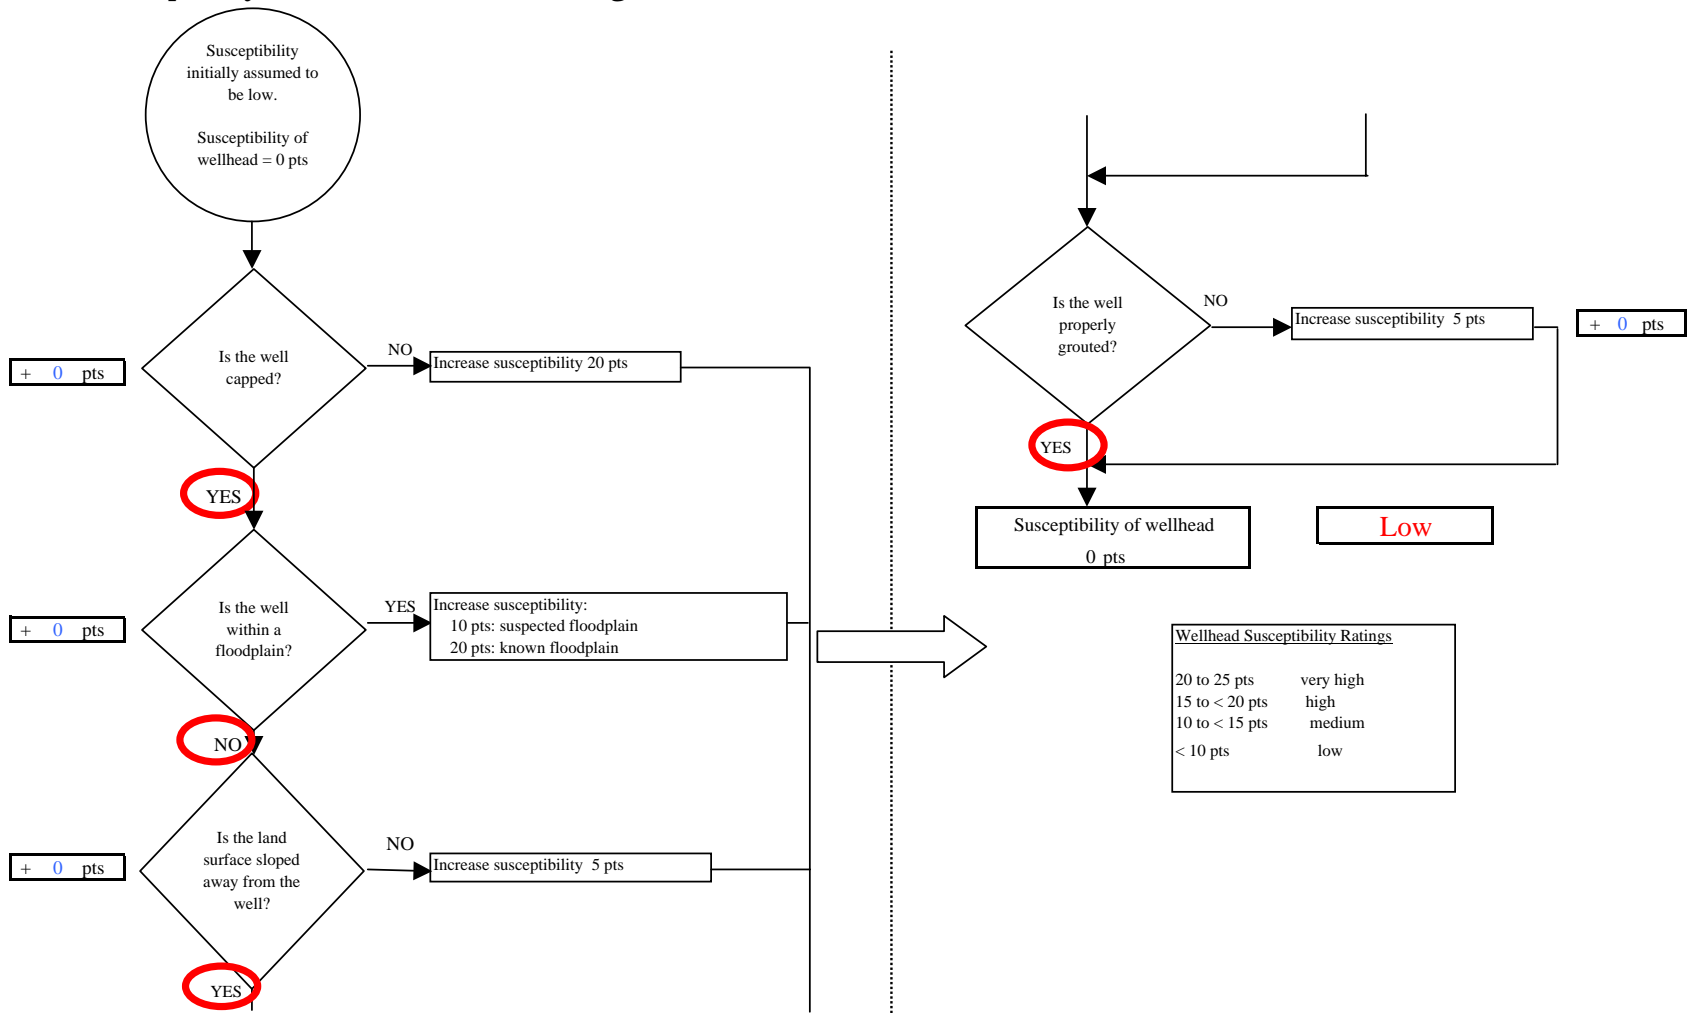 Susceptibility
initially assumed to
be low.
Susceptibility of
wellhead = 0 pts
Is the well
capped?
NO
Increase susceptibility 20 pts
+ 0 pts
YES
Is the well
within a
floodplain?
YES
Increase susceptibility:
10 pts: suspected floodplain
20 pts: known floodplain
+ 0 pts
NO
Is the land
surface sloped
away from the
well?
NO
Increase susceptibility 5 pts
+ 0 pts
YES
Is the well
properly
grouted?
NO
Increase susceptibility 5 pts
+ 0 pts
YES
Susceptibility of wellhead
0 pts
Low
Wellhead Susceptibility Ratings
20 to 25 pts very high
15 to < 20 pts high
10 to < 15 pts medium
< 10 pts low